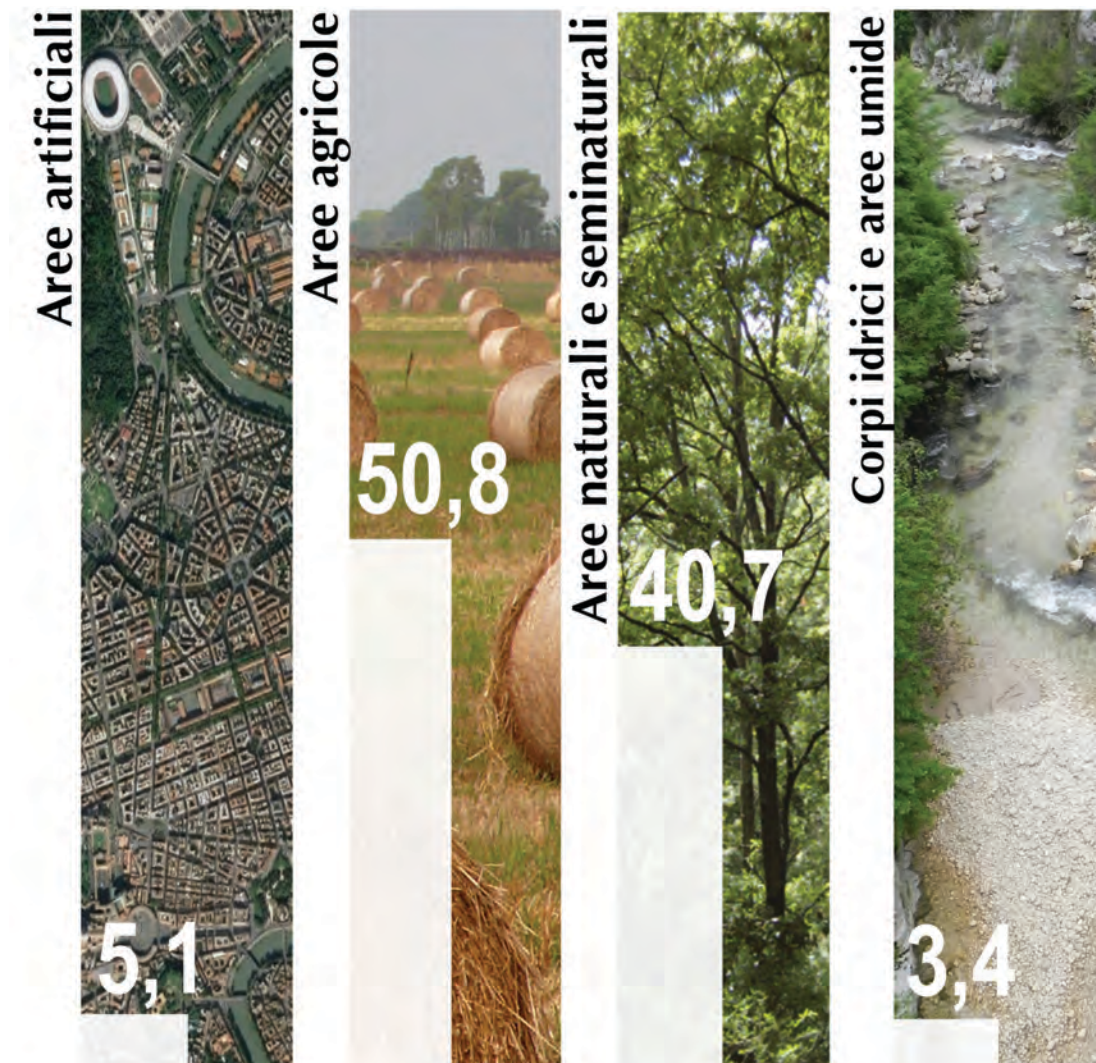 Aree artificiali
5,1
Aree agricole
50,8
Aree naturali e seminaturali
40,7
Corpi idrici e aree umide
3,4